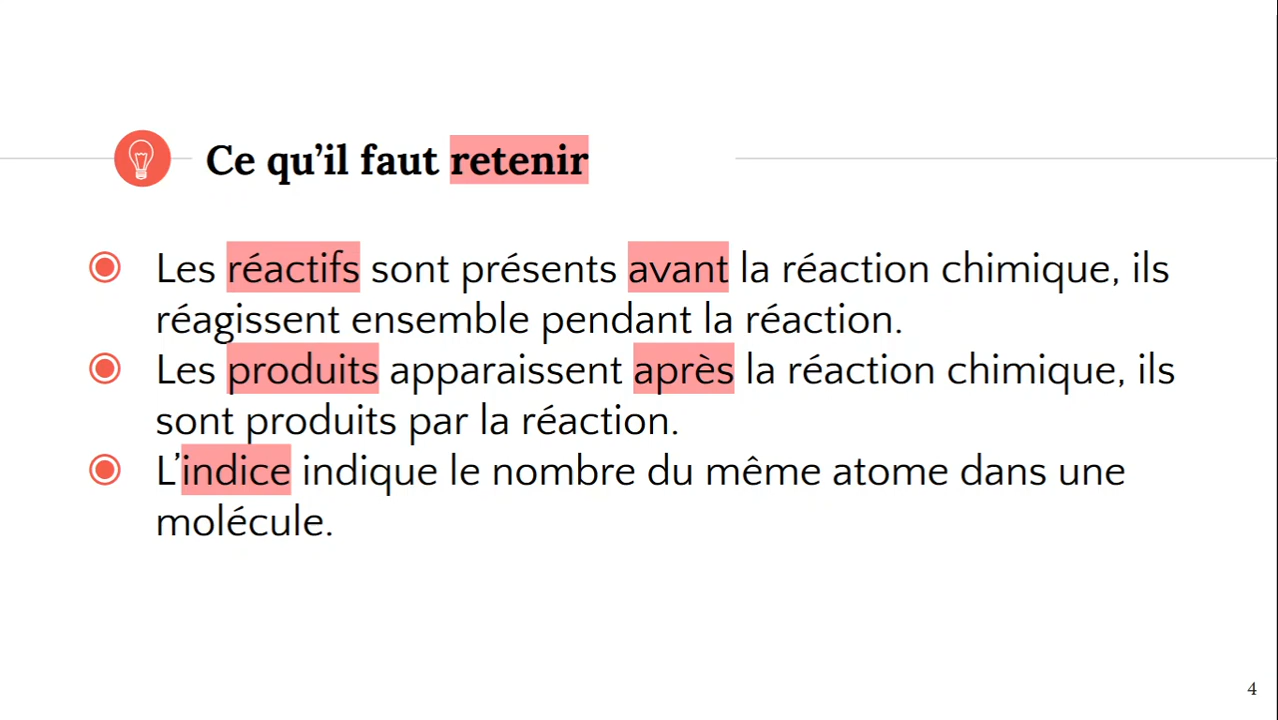 Ce qu’il faut retenir
Les réactifs sont présents avant la réaction chimique, ils
réagissent ensemble pendant la réaction.
Les produits apparaissent après la réaction chimique, ils
sont produits par la réaction.
L’indice indique le nombre du même atome dans une
molécule.
4